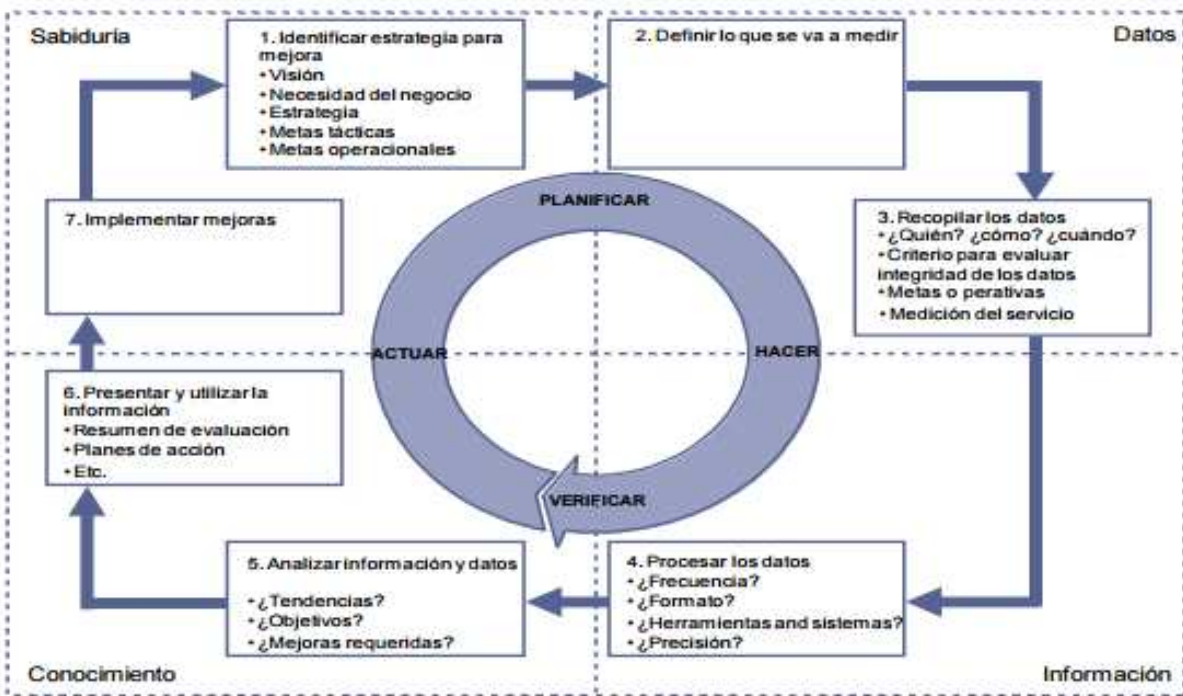 Sabiduría
1. Identificar estrategia para
mejora
• Visión
• Necesidad del negocio
• Estrategia
• Metas tácticas
• Metas operacionales
2. Definir lo que se va a medir
Datos
7. Implementar mejoras
PLANIFICAR
3. Recopilar los datos
• ¿Quién? ¿cómo? ¿cuándo?
• Criterio para evaluar
integridad de los datos
• Metas o perativas
• Medición del servicio
ACTUAR
HACER
6. Presentar y utilizar la
información
• Resumen de evaluación
• Planes de acción
• Etc.
VERIFICAR
5. Analizar información y datos
• ¿Tendencias?
• ¿Objetivos?
• ¿Mejoras requeridas?
4. Procesar los datos
• ¿Frecuencia?
• ¿Formato?
• ¿Herramientas and sistemas?
• ¿Precisión?
Conocimiento
Información